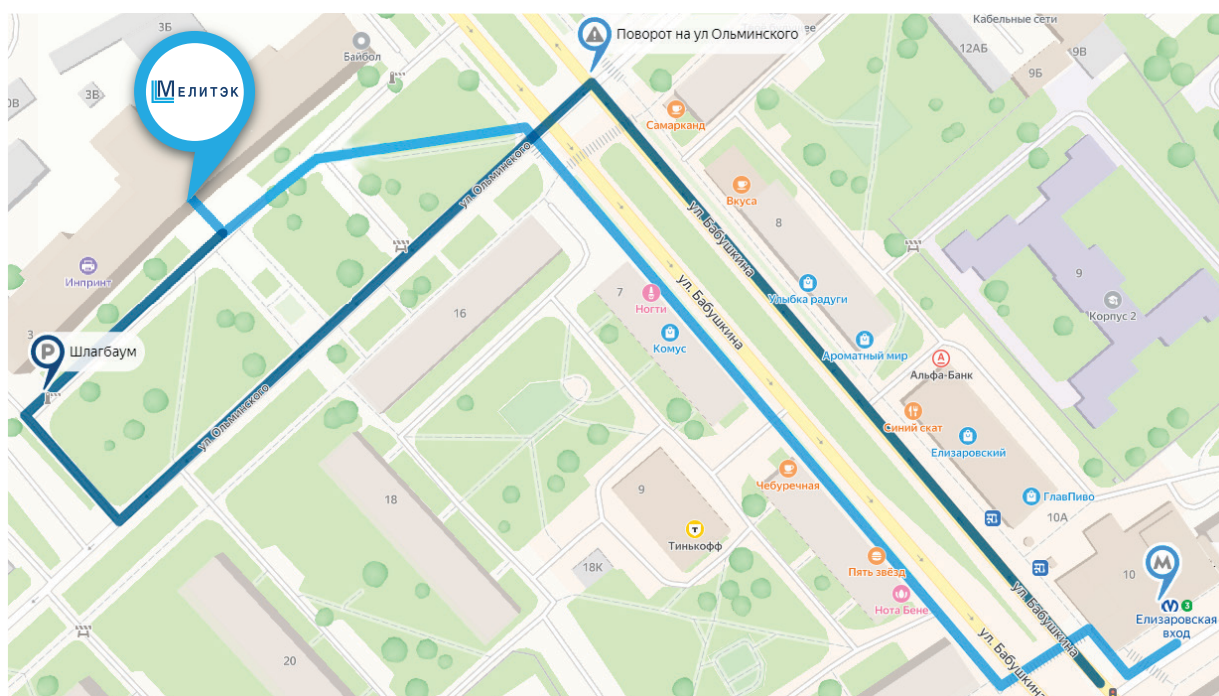 3Б
Поворот на ул Ольминского
Кабельные сети
12АБ
9В
9Б
Байбол
3В
МЕЛИТЭК
Самарканд
ул. Ольминского
Вкуса
8
ул. Бабушкина
9
Корпус 2
Инпринт
7
Ногти
Улыбка радуги
ул. Бабушкина
16
Комус
Ароматный мир
3
P
Шлагбаум
А
Альфа-Банк
ул. Ольминского
Синий скат
Елизаровский
18
9
Чебуречная
ГлавПиво
10А
Т
Тинькофф
18К
Пять звёзд
10
М
Нота Бене
ул. Бабушкина
3
Елизаровская
вход
20
ул. Бабушкина